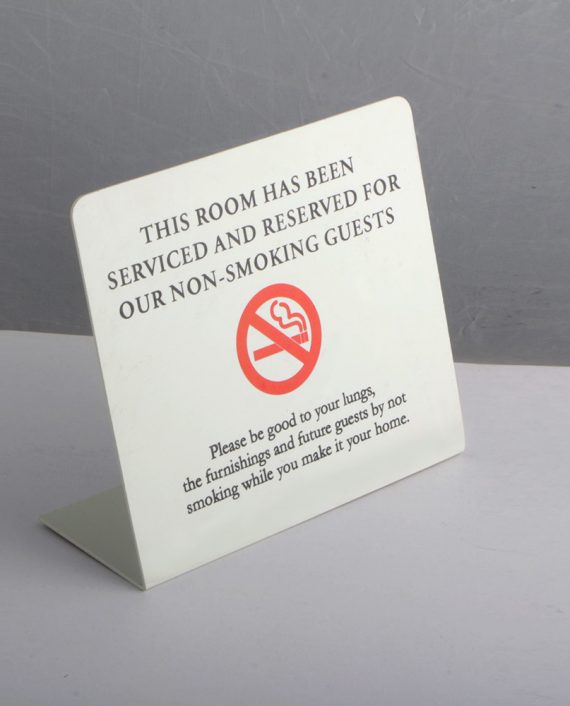 THIS ROOM HAS BEEN
SERVICED AND RESERVED FOR
OUR NON-SMOKING GUESTS
Please be good to your lungs,
the furnishings and future guests by not
smoking while you make it your home.